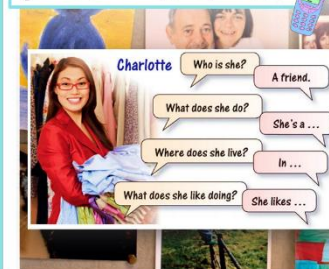 Charlotte
Who is she?
A friend.
What does she do?
She's a ...
Where does she live?
In ...
What does she like doing?
She likes ...